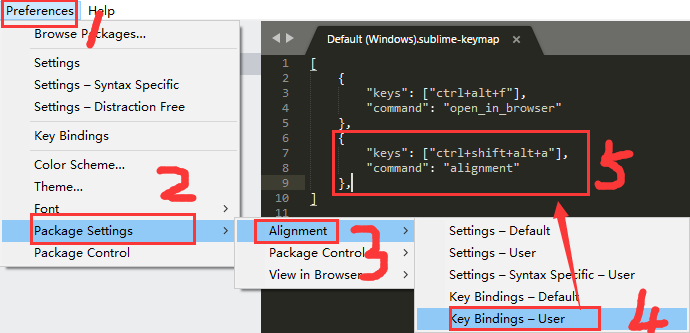 Preferences
1
Browse Packages...
Settings
Settings – Syntax Specific
Settings – Distraction Free
Key Bindings
Color Scheme...
2
Theme...
Font
Package Settings
Package Control
Alignment
3
Package Control
View in Browser
Settings – Default
Settings – User
Settings – Syntax Specific – User
Key Bindings – Default
Key Bindings – User
4
Default (Windows).sublime-keymap
1 [
2 {
3 "keys": ["ctrl+alt+f"],
4 "command": "open_in_browser"
5 },
6 {
7 "keys": ["ctrl+shift+alt+a"],
8 "command": "alignment"
9 },
10 ]
11
5